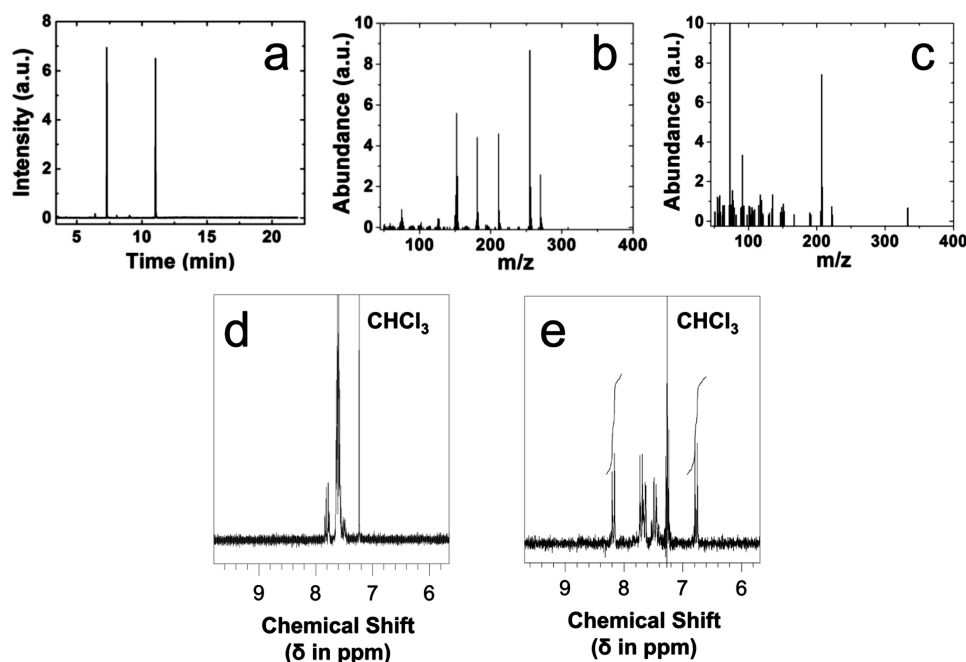 a
Intensity (a.u.)
8
6
4
2
0
5
10
15
20
Time (min)
b
Abundance (a.u.)
10
8
6
4
2
0
100
200
300
400
m/z
c
Abundance (a.u.)
10
8
6
4
2
0
100
200
300
400
m/z
d
CHCl₃
9
8
7
6
Chemical Shift
(δ in ppm)
e
CHCl₃
9
8
7
6
Chemical Shift
(δ in ppm)